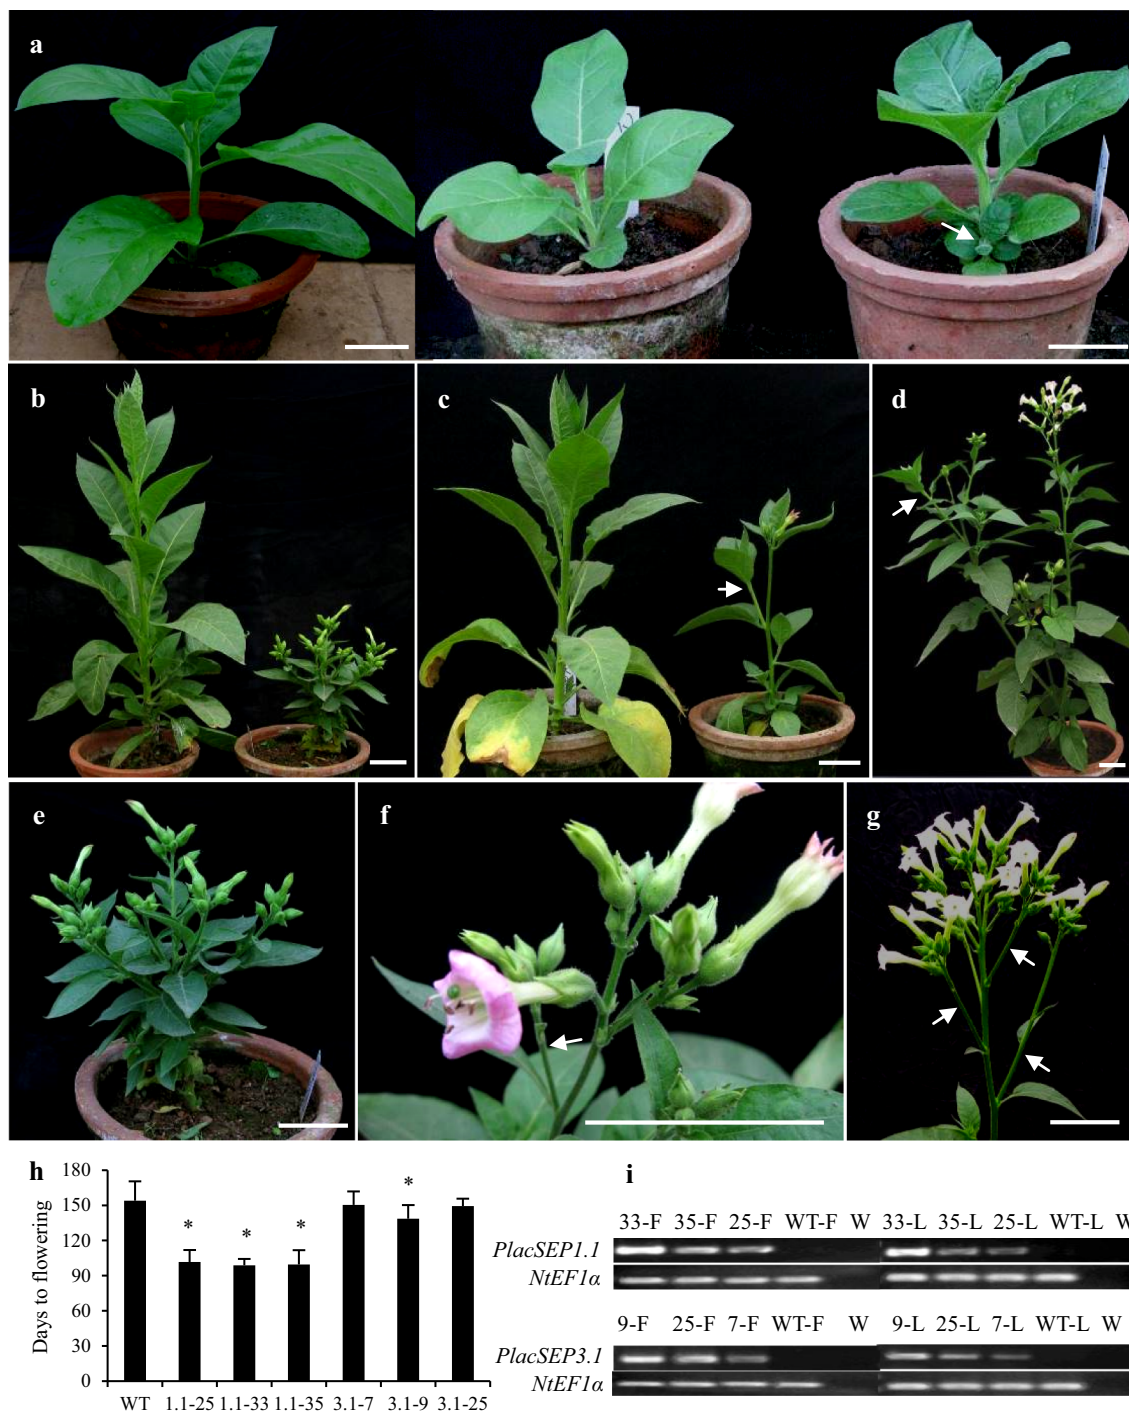 a
b
c
d
e
f
g
h
180
150
120
90
60
30
0
Days to flowering
*
*
*
*
WT 1.1-25 1.1-33 1.1-35 3.1-7 3.1-9 3.1-25
i
33-F 35-F 25-F WT-F W 33-L 35-L 25-L WT-L W
PlacSEP1.1
NtEF1α
9-F 25-F 7-F WT-F W 9-L 25-L 7-L WT-L W
PlacSEP3.1
NtEF1α